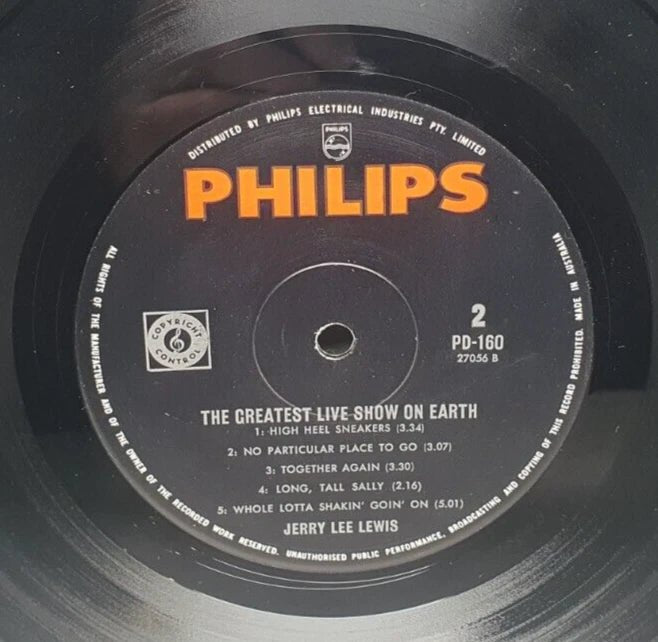 DISTRIBUTED BY PHILIPS ELECTRICAL INDUSTRIES PTY. LIMITED
PHILIPS
PHILIPS
COPYRIGHT
CONTROL
2
PD-160
27056 B
THE GREATEST LIVE SHOW ON EARTH
1: HIGH HEEL SNEAKERS (3.34)
2: NO PARTICULAR PLACE TO GO (3.07)
3: TOGETHER AGAIN (3.30)
4: LONG, TALL SALLY (2.16)
5: WHOLE LOTTA SHAKIN' GOIN' ON (5.01)
JERRY LEE LEWIS
ALL RIGHTS OF THE MANUFACTURER AND OF THE OWNER OF THE RECORDED WORK RESERVED. UNAUTHORISED PUBLIC PERFORMANCE, BROADCASTING AND COPYING OF THIS RECORD PROHIBITED. MADE IN AUSTRALIA